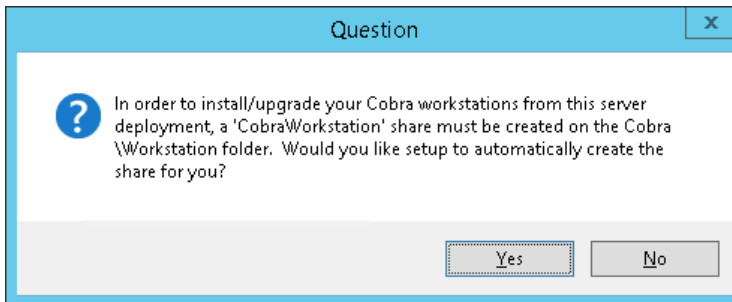 Question
x
?
In order to install/upgrade your Cobra workstations from this server
deployment, a 'CobraWorkstation' share must be created on the Cobra
\Workstation folder.  Would you like setup to automatically create the
share for you?
Yes
No